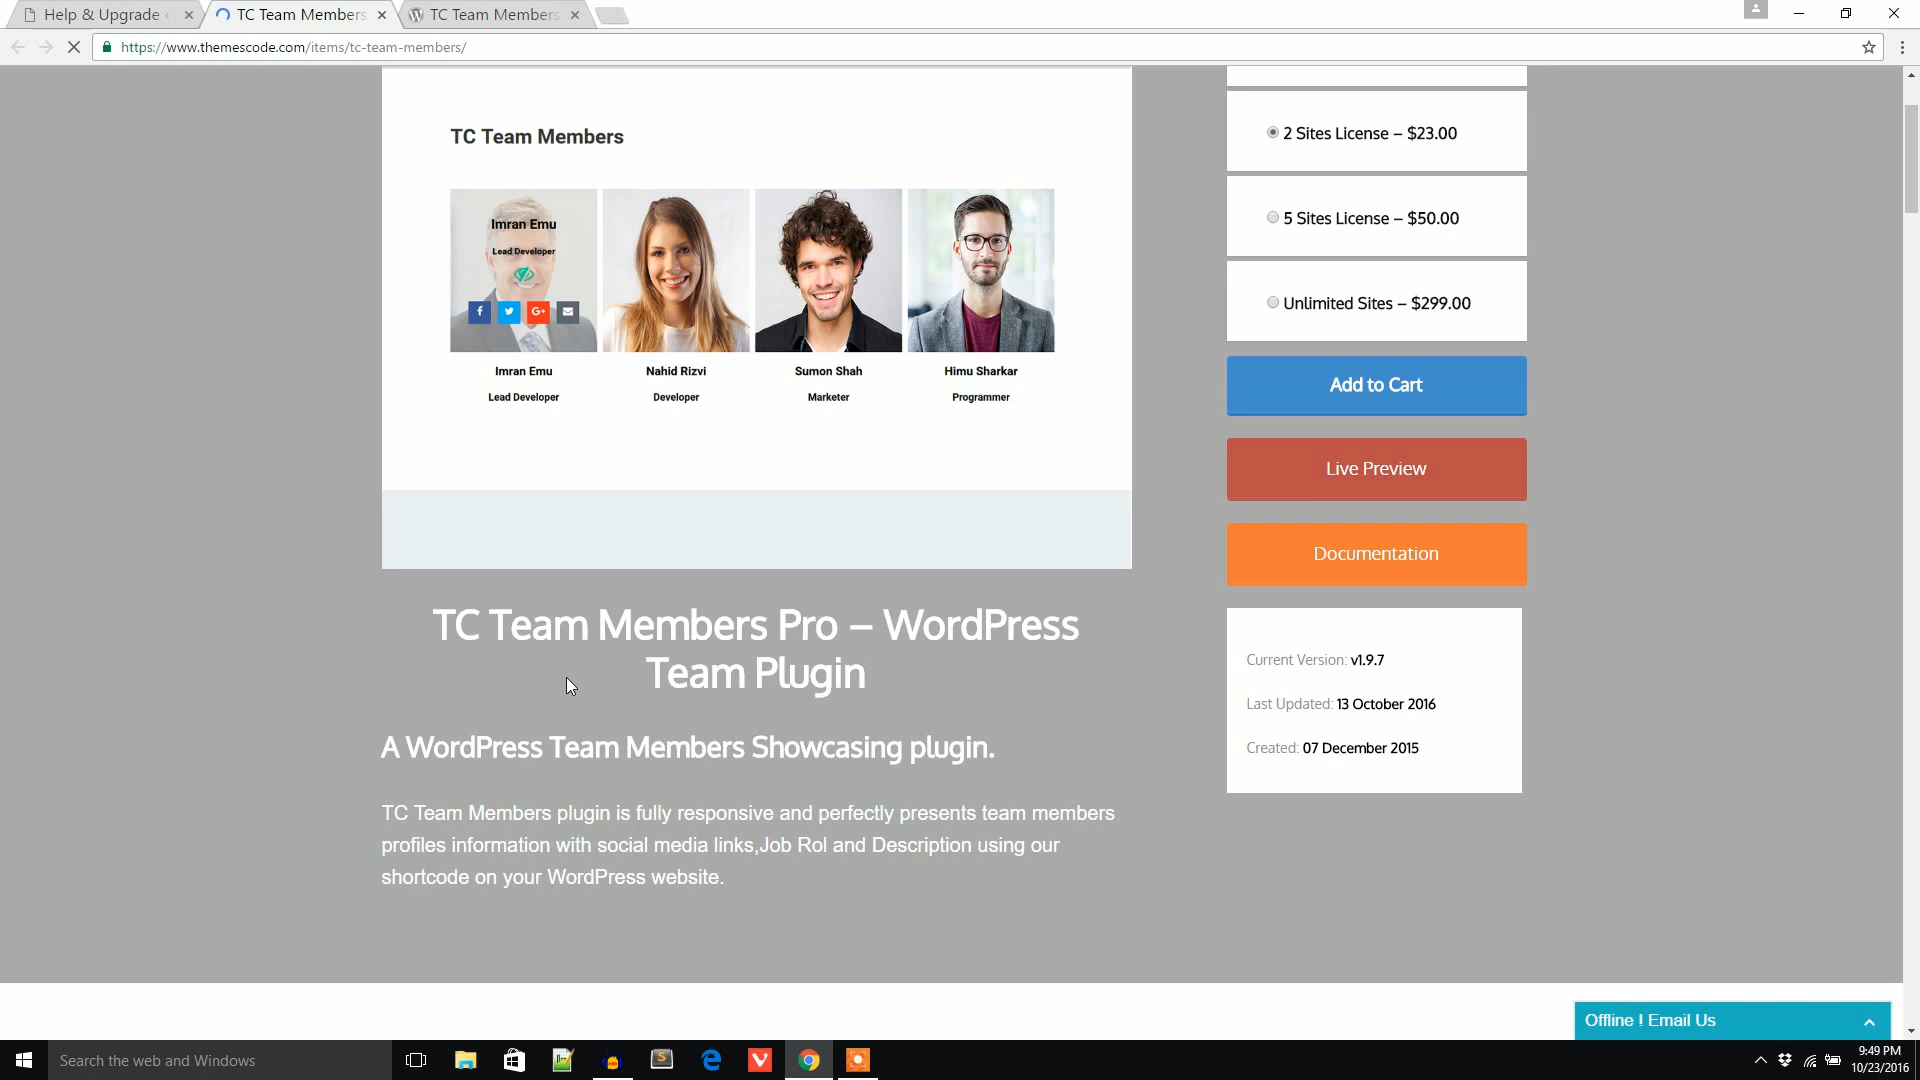 Help & Upgrade
TC Team Members
TC Team Members
https://www.themescode.com/items/tc-team-members/
TC Team Members
Imran Emu
Lead Developer
Imran Emu
Lead Developer
Nahid Rizvi
Developer
Sumon Shah
Marketer
Himu Sharkar
Programmer
2 Sites License – $23.00
5 Sites License – $50.00
Unlimited Sites – $299.00
Add to Cart
Live Preview
Documentation
TC Team Members Pro – WordPress
Team Plugin
A WordPress Team Members Showcasing plugin.
TC Team Members plugin is fully responsive and perfectly presents team members
profiles information with social media links,Job Rol and Description using our
shortcode on your WordPress website.
Current Version: v1.9.7
Last Updated: 13 October 2016
Created: 07 December 2015
Offline ! Email Us
Search the web and Windows
9:49 PM
10/23/2016